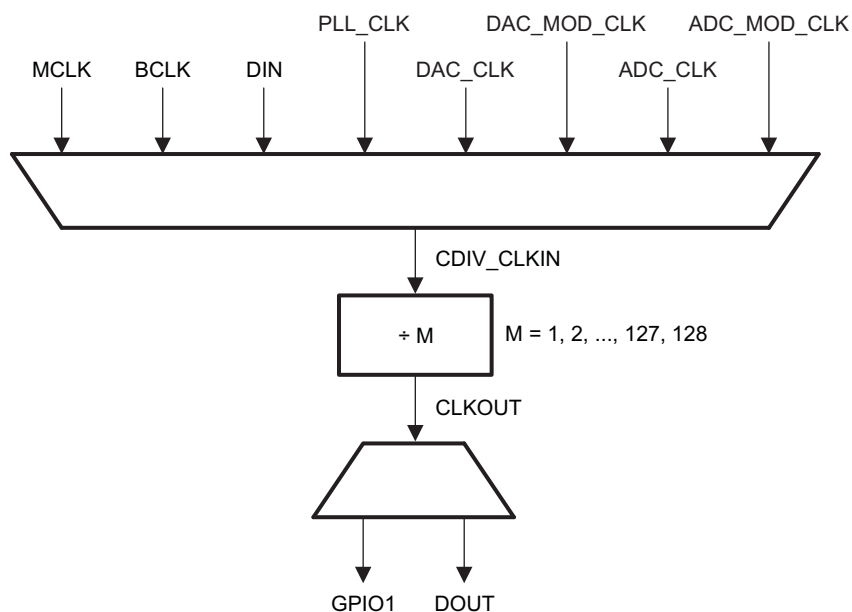 PLL_CLK DAC_MOD_CLK ADC_MOD_CLK
MCLK BCLK DIN DAC_CLK ADC_CLK
CDIV_CLKIN
÷ M M = 1, 2, ..., 127, 128
CLKOUT
GPIO1 DOUT